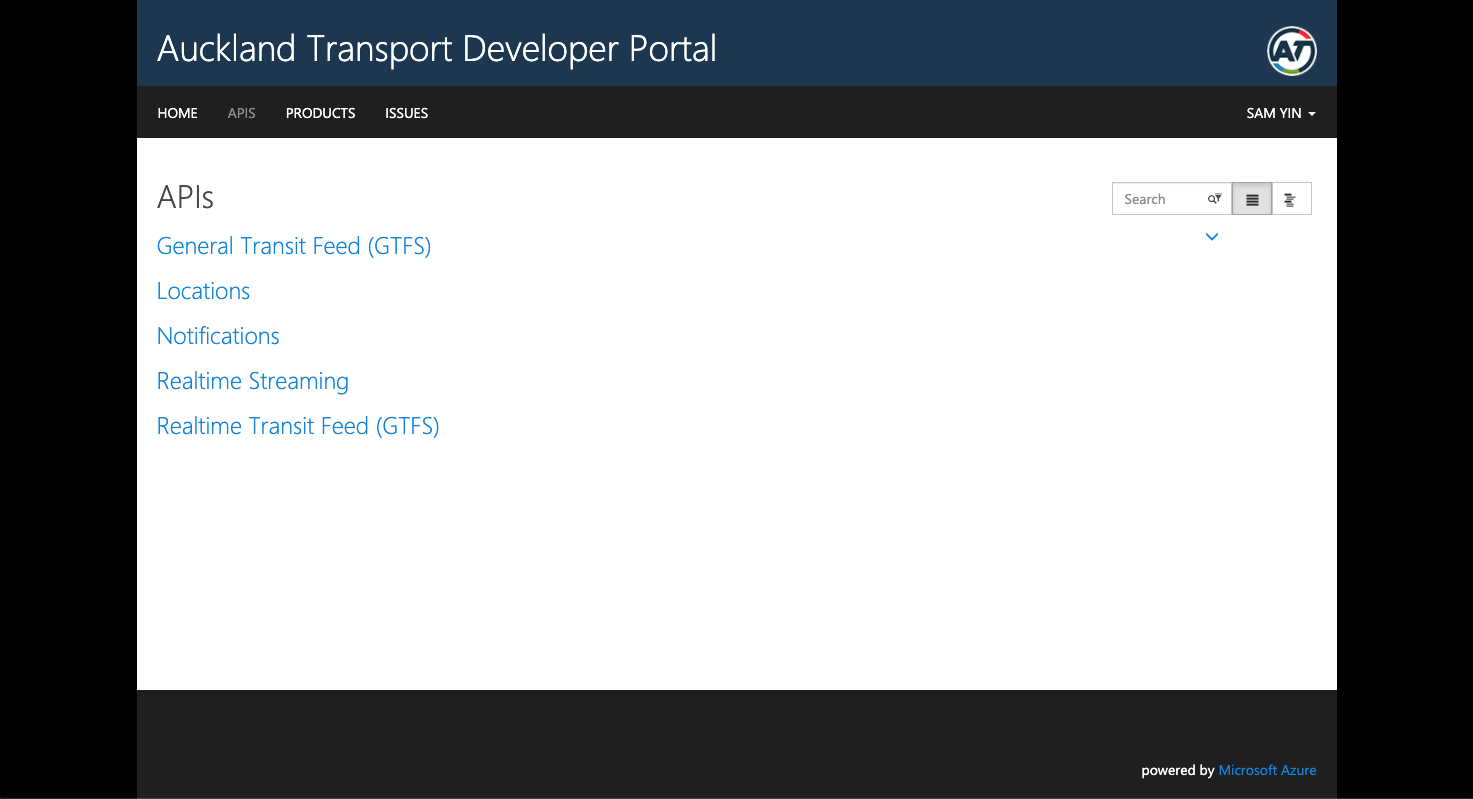 Auckland Transport Developer Portal
AT
HOME APIS PRODUCTS ISSUES SAM YIN
APIs
Search
General Transit Feed (GTFS)
Locations
Notifications
Realtime Streaming
Realtime Transit Feed (GTFS)
powered by Microsoft Azure